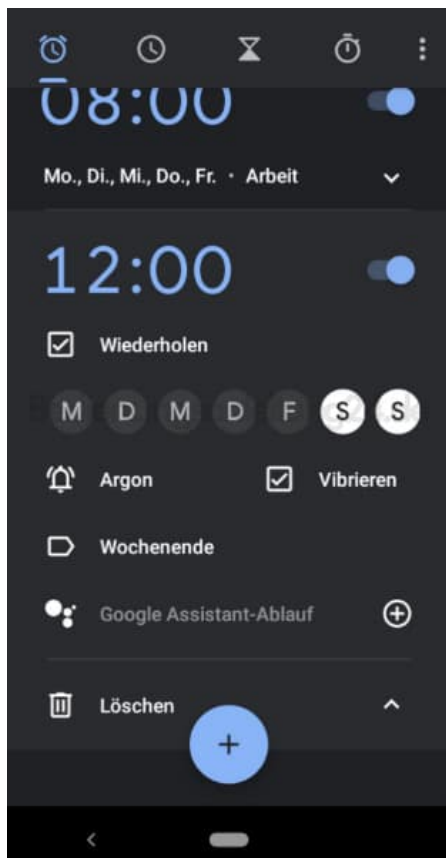 08:00
Mo., Di., Mi., Do., Fr. • Arbeit
12:00
Wiederholen
M D M D F S S
Argon Vibrieren
Wochenende
Google Assistant-Ablauf
Löschen